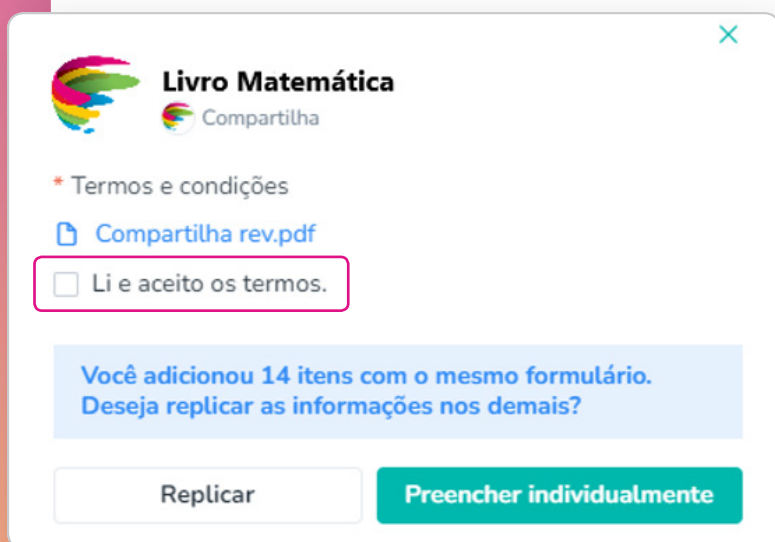 Livro Matemática
Compartilha
* Termos e condições
Compartilha rev.pdf
Li e aceito os termos.
Você adicionou 14 itens com o mesmo formulário.
Deseja replicar as informações nos demais?
Replicar
Preencher individualmente